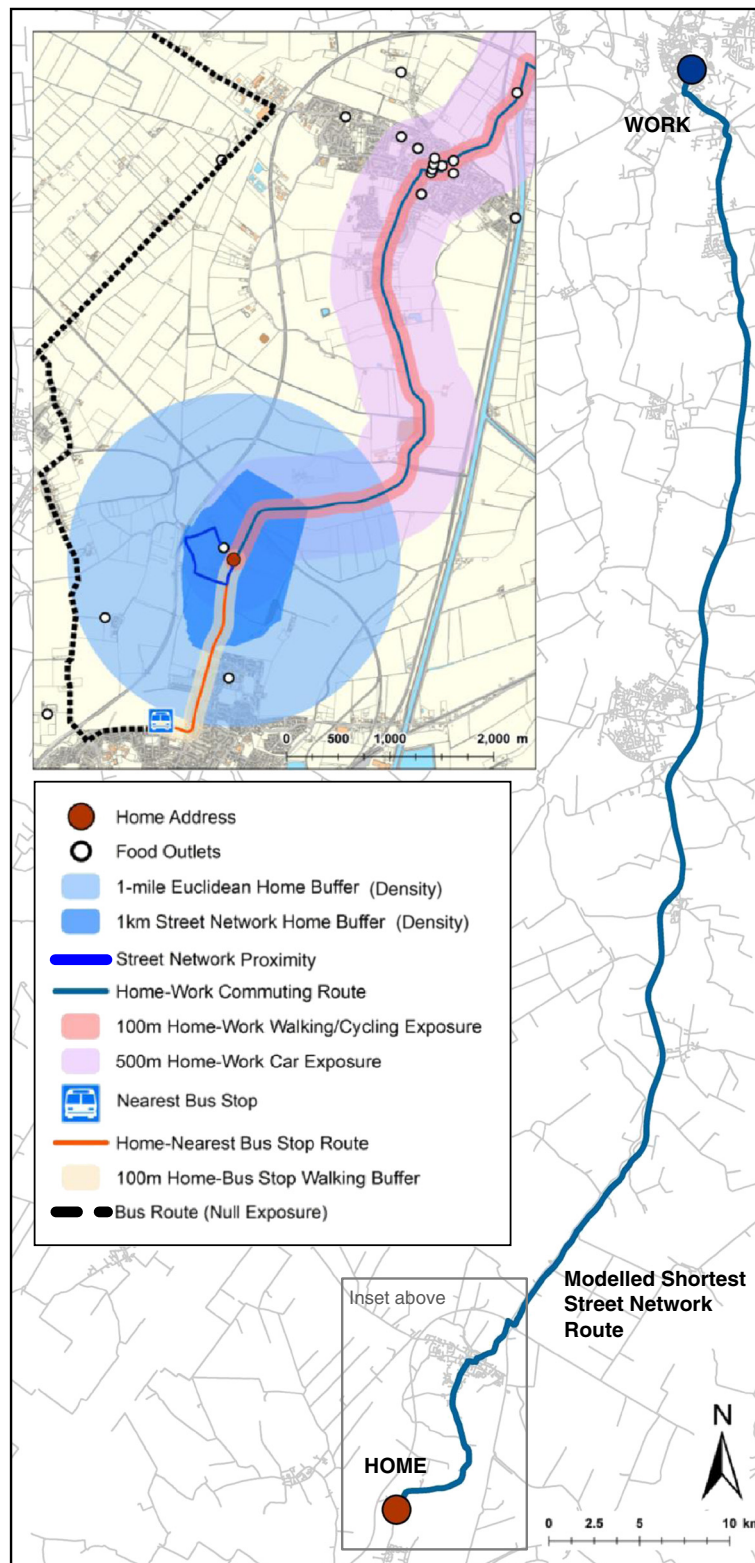 WORK
0 500 1,000 2,000 m
Home Address
Food Outlets
1-mile Euclidean Home Buffer (Density)
1km Street Network Home Buffer (Density)
Street Network Proximity
Home-Work Commuting Route
100m Home-Work Walking/Cycling Exposure
500m Home-Work Car Exposure
Nearest Bus Stop
Home-Nearest Bus Stop Route
100m Home-Bus Stop Walking Buffer
Bus Route (Null Exposure)
Modelled Shortest
Street Network
Route
Inset above
HOME
N
0 2.5 5 10 km